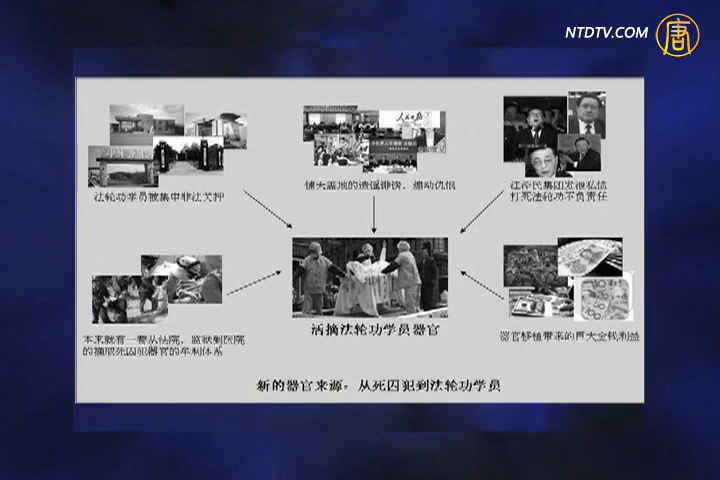 NTDTV.COM
唐
人民日报
法轮功学员被集中非法关押
铺天盖地的造谣诽谤，煽动仇恨
江泽民集团发泄私愤
打死法轮功不负责任
本来就有一套从法院，监狱到医院
的摘取死囚犯器官的牟利体系
活摘法轮功学员器官
器官移植带来的巨大金钱利益
新的器官来源：从死囚犯到法轮功学员